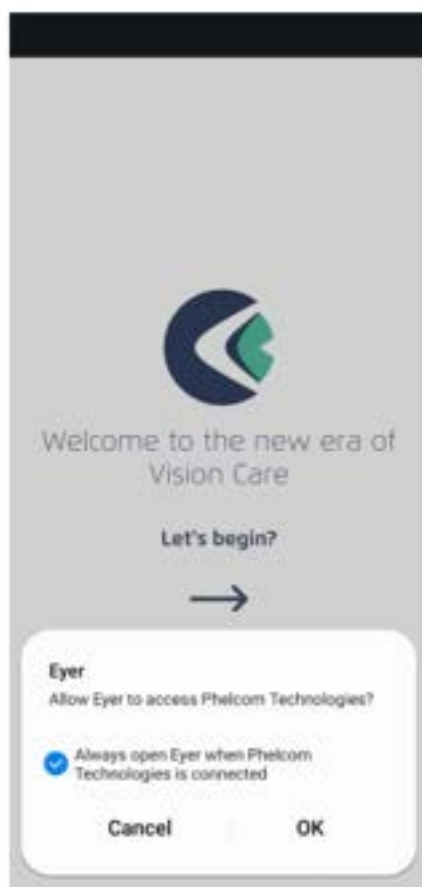 Welcome to the new era of
Vision Care
Let's begin?
Eyer
Allow Eyer to access Phelcom Technologies?
Always open Eyer when Phelcom
Technologies is connected
Cancel
OK